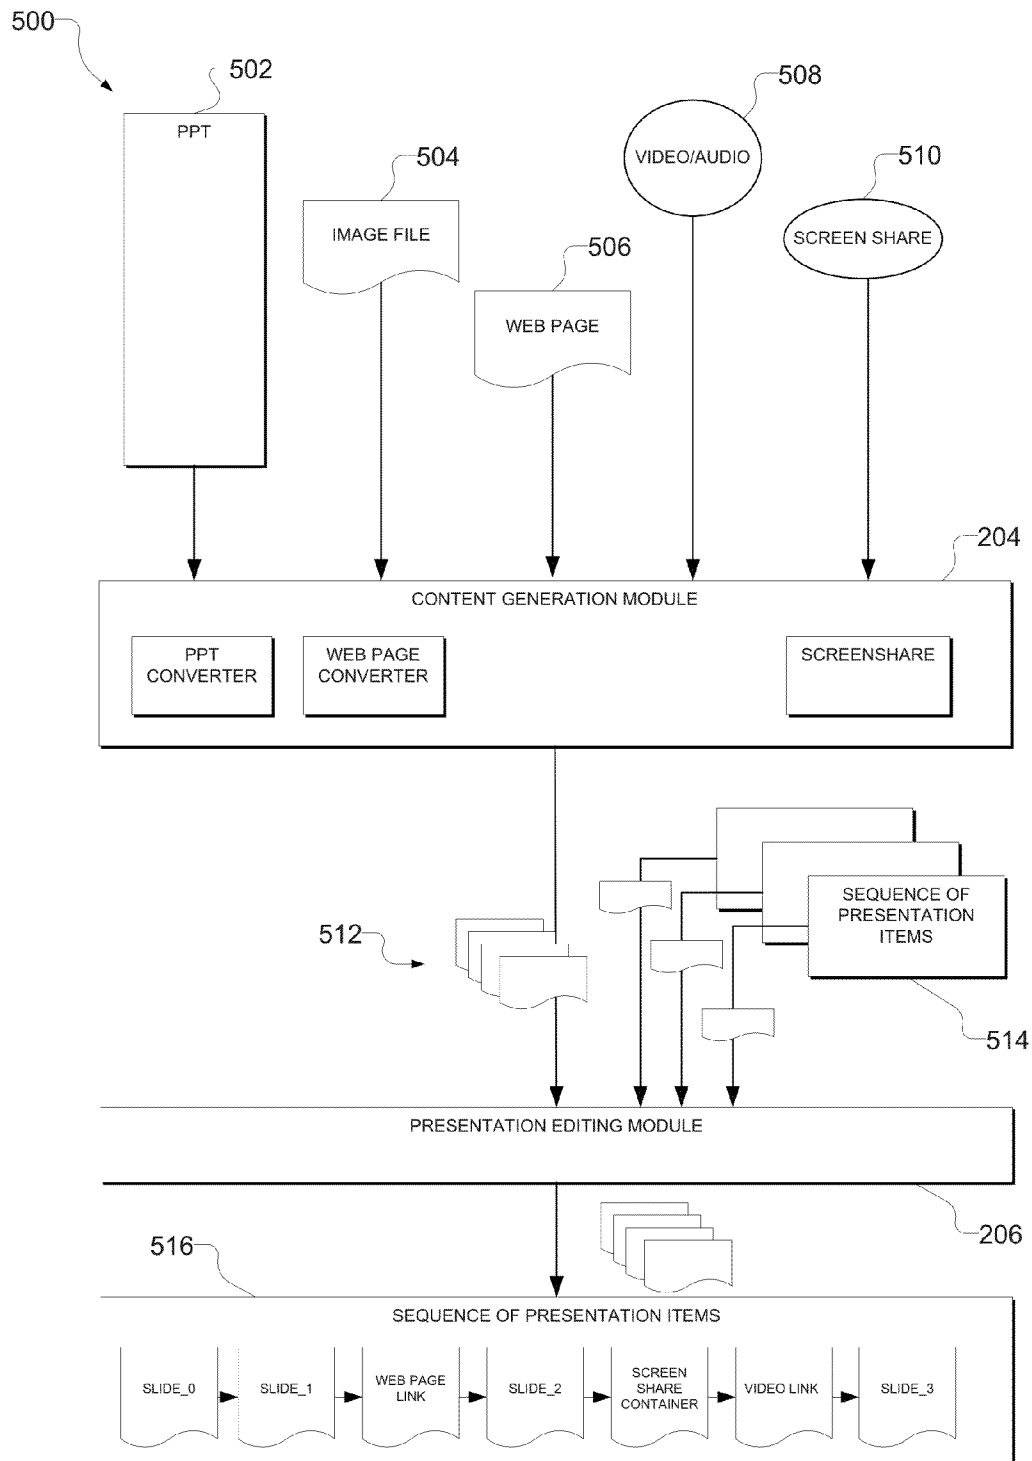 500
502
PPT
504
IMAGE FILE
506
WEB PAGE
508
VIDEO/AUDIO
510
SCREEN SHARE
204
CONTENT GENERATION MODULE
PPT
CONVERTER
WEB PAGE
CONVERTER
SCREENSHARE
512
SEQUENCE OF
PRESENTATION
ITEMS
514
PRESENTATION EDITING MODULE
206
516
SEQUENCE OF PRESENTATION ITEMS
SLIDE_0
SLIDE_1
WEB PAGE
LINK
SLIDE_2
SCREEN
SHARE
CONTAINER
VIDEO LINK
SLIDE_3